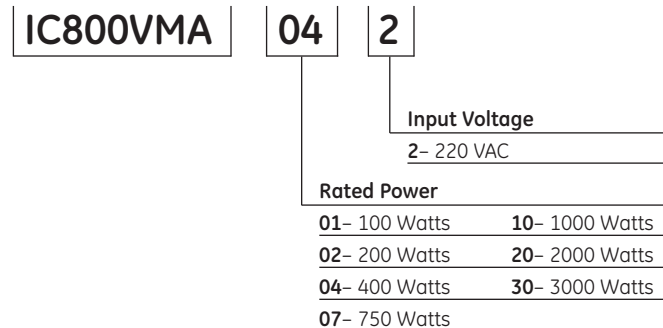 IC800VMA 04 2
Input Voltage
2– 220 VAC
Rated Power
01– 100 Watts 10– 1000 Watts
02– 200 Watts 20– 2000 Watts
04– 400 Watts 30– 3000 Watts
07– 750 Watts